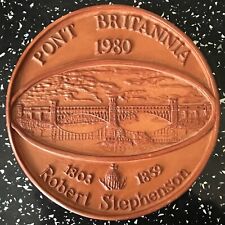 PONT BRITANNIA
1980
1803 1859
Robert Stephenson